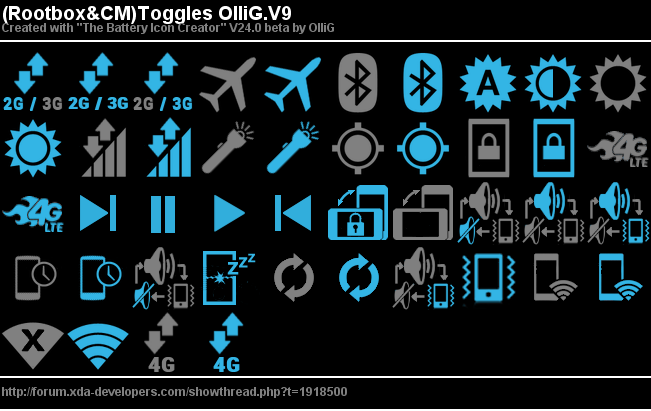 (Rootbox&CM)Toggles OlliG.V9
Created with "The Battery Icon Creator" V24.0 beta by OlliG
2G / 3G 2G / 3G 2G / 3G A
4G LTE
4G LTE
zzz
X 4G 4G
http://forum.xda-developers.com/showthread.php?t=1918500